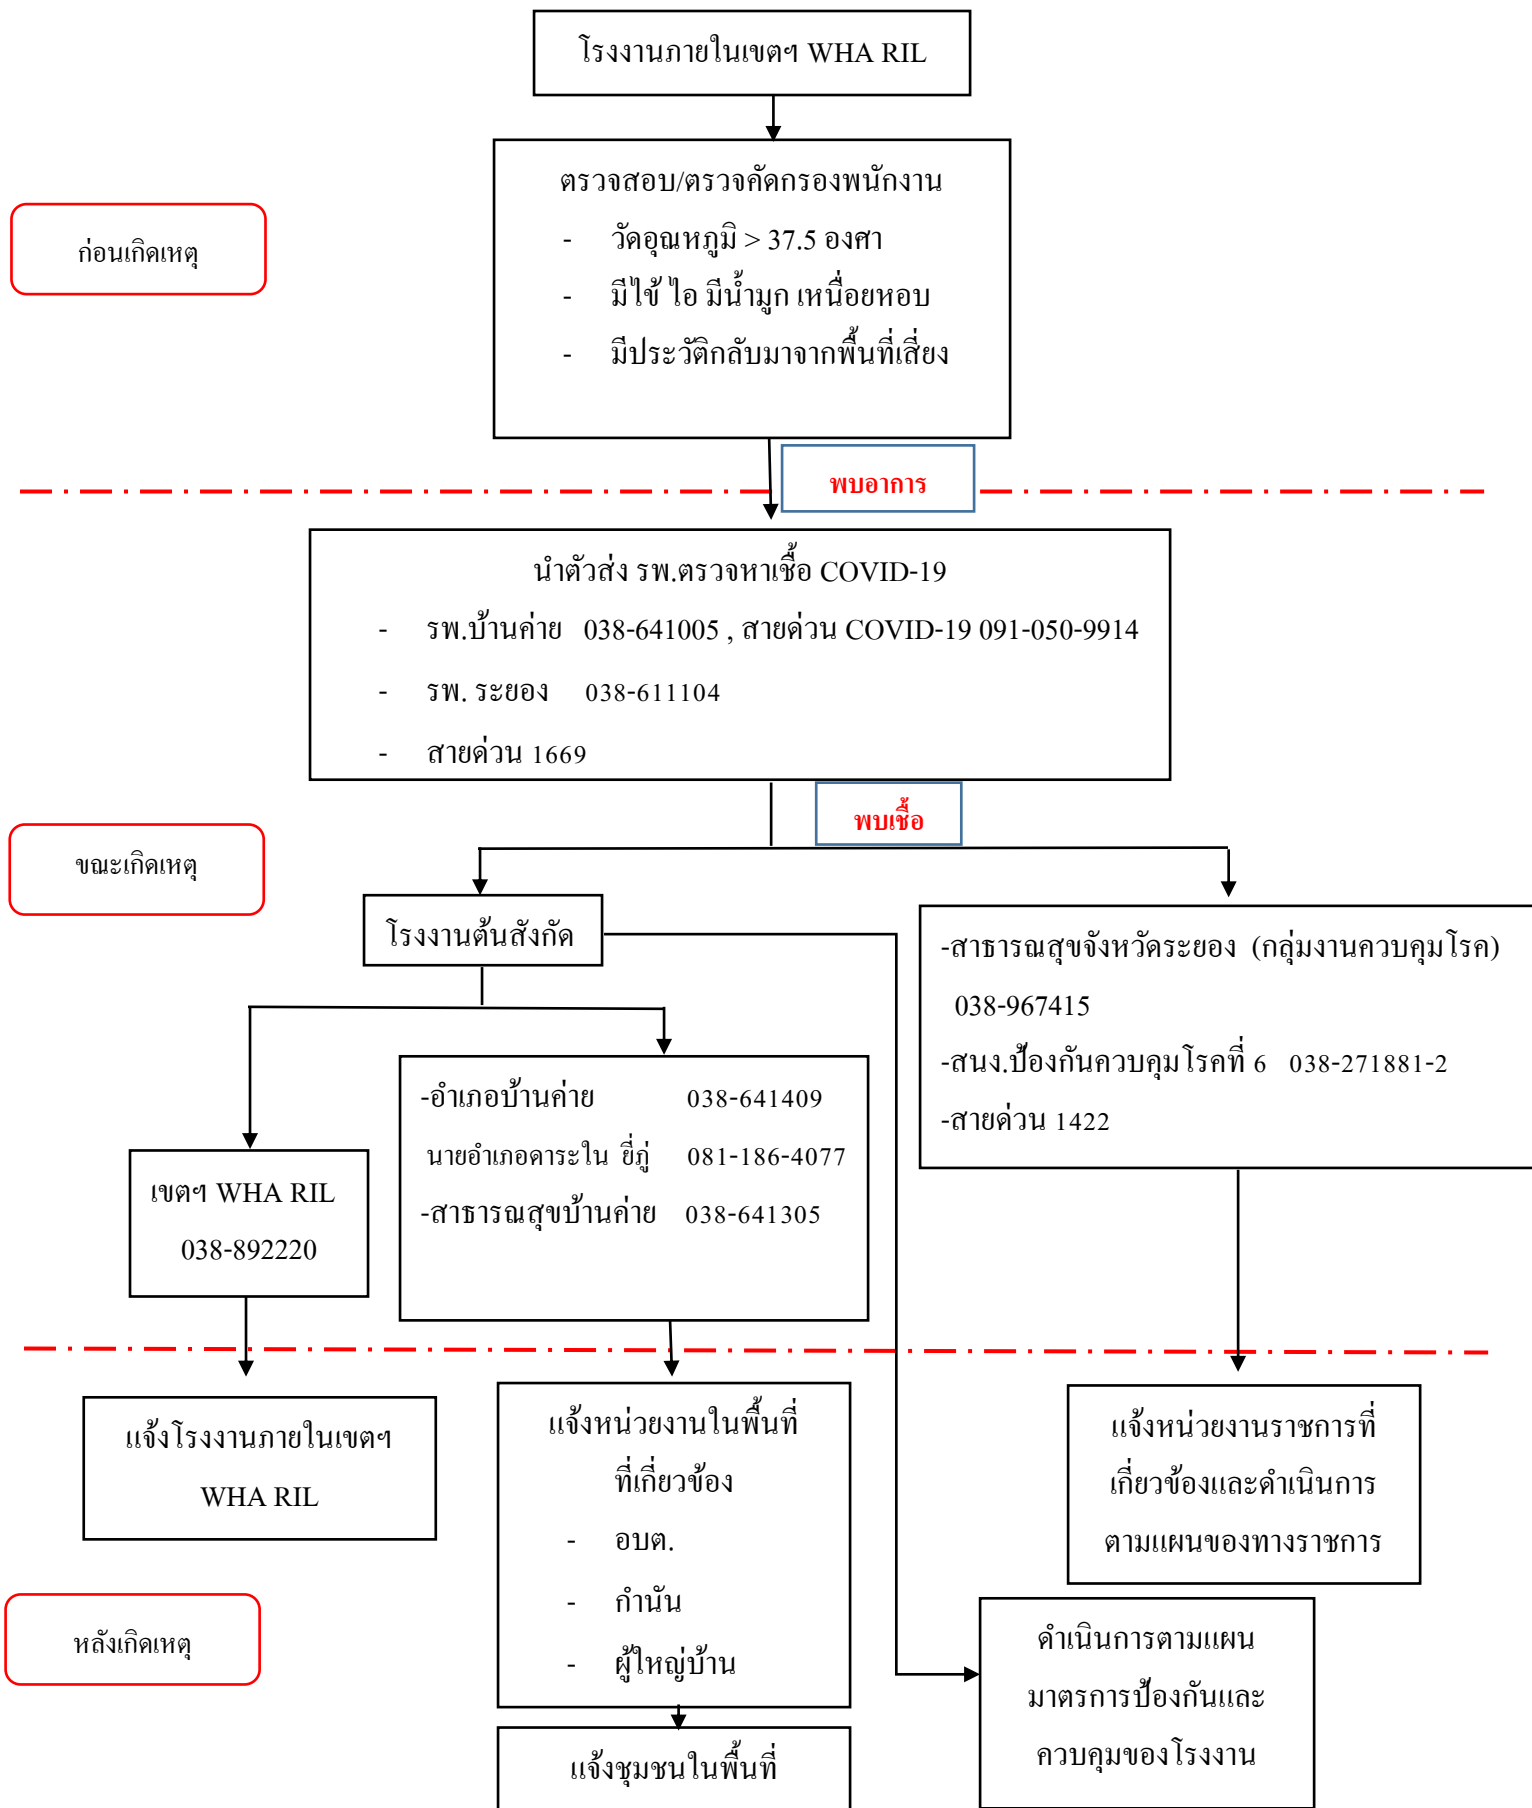 โรงงานภายในเขตฯ WHA RIL
ตรวจสอบ/ตรวจคัดกรองพนักงาน
- วัดอุณหภูมิ > 37.5 องศา
- มีไข้ ไอ มีน้ำมูก เหนื่อยหอบ
- มีประวัติกลับมาจากพื้นที่เสี่ยง
ก่อนเกิดเหตุ
พบอาการ
นำตัวส่ง รพ.ตรวจหาเชื้อ COVID-19
- รพ.บ้านค่าย 038-641005 , สายด่วน COVID-19 091-050-9914
- รพ. ระยอง 038-611104
- สายด่วน 1669
พบเชื้อ
ขณะเกิดเหตุ
โรงงานต้นสังกัด
-สาธารณสุขจังหวัดระยอง (กลุ่มงานควบคุมโรค)
038-967415
-สนง.ป้องกันควบคุมโรคที่ 6 038-271881-2
-สายด่วน 1422
-อำเภอบ้านค่าย 038-641409
นายอำเภอดาระใน ยี่ภู่ 081-186-4077
-สาธารณสุขบ้านค่าย 038-641305
เขตฯ WHA RIL
038-892220
แจ้งโรงงานภายในเขตฯ
WHA RIL
แจ้งหน่วยงานในพื้นที่
ที่เกี่ยวข้อง
- อบต.
- กำนัน
- ผู้ใหญ่บ้าน
แจ้งหน่วยงานราชการที่
เกี่ยวข้องและดำเนินการ
ตามแผนของทางราชการ
หลังเกิดเหตุ
ดำเนินการตามแผน
มาตรการป้องกันและ
ควบคุมของโรงงาน
แจ้งชุมชนในพื้นที่